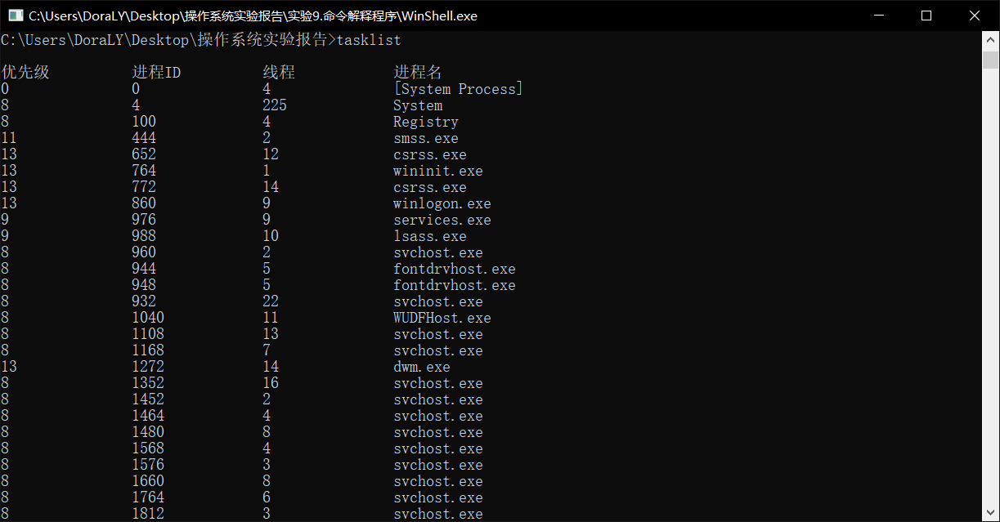 C:\Users\DoraLY\Desktop\操作系统实验报告\实验9.命令解释程序\WinShell.exe
C:\Users\DoraLY\Desktop\操作系统实验报告>tasklist
优先级 进程ID 线程 进程名
0 0 4 [System Process]
8 4 225 System
8 100 4 Registry
11 444 2 smss.exe
13 652 12 csrss.exe
13 764 1 wininit.exe
13 772 14 csrss.exe
13 860 9 winlogon.exe
9 976 9 services.exe
9 988 10 lsass.exe
8 960 2 svchost.exe
8 944 5 fontdrvhost.exe
8 948 5 fontdrvhost.exe
8 932 22 svchost.exe
8 1040 11 WUDFHost.exe
8 1108 13 svchost.exe
8 1168 7 svchost.exe
13 1272 14 dwm.exe
8 1352 16 svchost.exe
8 1452 2 svchost.exe
8 1464 4 svchost.exe
8 1480 8 svchost.exe
8 1568 4 svchost.exe
8 1576 3 svchost.exe
8 1660 8 svchost.exe
8 1764 6 svchost.exe
8 1812 3 svchost.exe